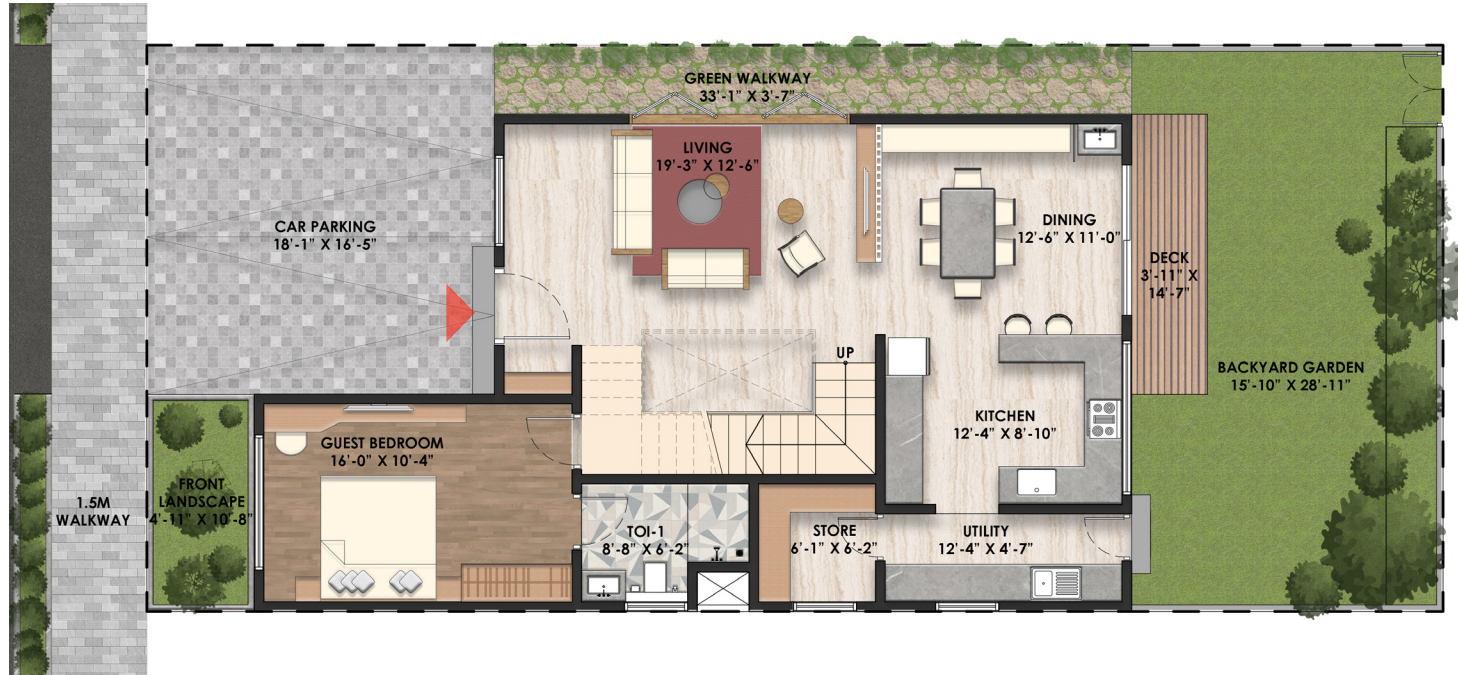 GREEN WALKWAY
33'-1" X 3'-7"
LIVING
19'-3" X 12'-6"
CAR PARKING
18'-1" X 16'-5"
DINING
12'-6" X 11'-0"
DECK
3'-11" X
14'-7"
UP
BACKYARD GARDEN
15'-10" X 28'-11"
KITCHEN
12'-4" X 8'-10"
GUEST BEDROOM
16'-0" X 10'-4"
FRONT
LANDSCAPE
4'-11" X 10'-8"
1.5M
WALKWAY
TOI-1
8'-8" X 6'-2"
STORE
6'-1" X 6'-2"
UTILITY
12'-4" X 4'-7"